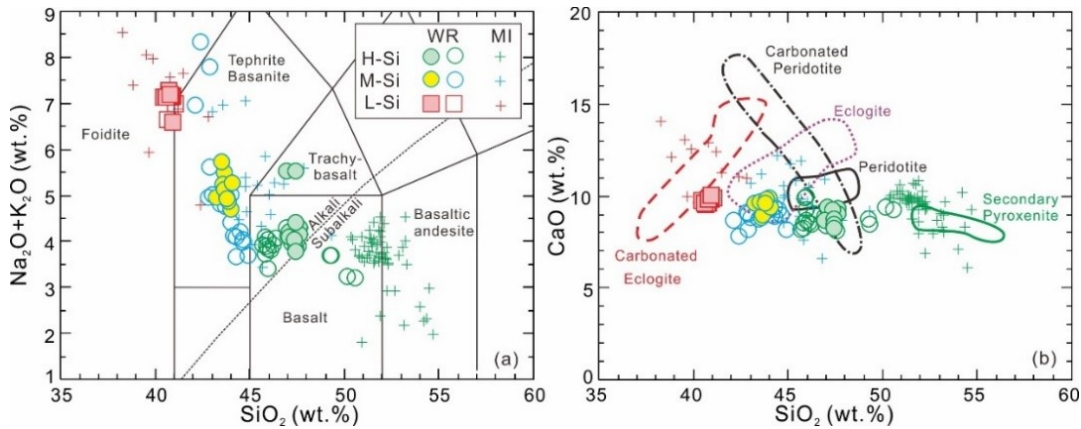 9
8
7
6
5
4
3
2
1
Na₂O+K₂O (wt.%)
35
40
45
50
55
60
SiO₂ (wt.%)
Tephrite
Basanite
Foidite
Trachy-
basalt
Alkali
Subalkali
Basaltic
andesite
Basalt
(a)
WR
MI
H-Si
M-Si
L-Si
20
15
10
5
0
CaO (wt.%)
35
40
45
50
55
60
SiO₂ (wt.%)
Carbonated
Peridotite
Eclogite
Peridotite
Secondary
Pyroxenite
Carbonated
Eclogite
(b)